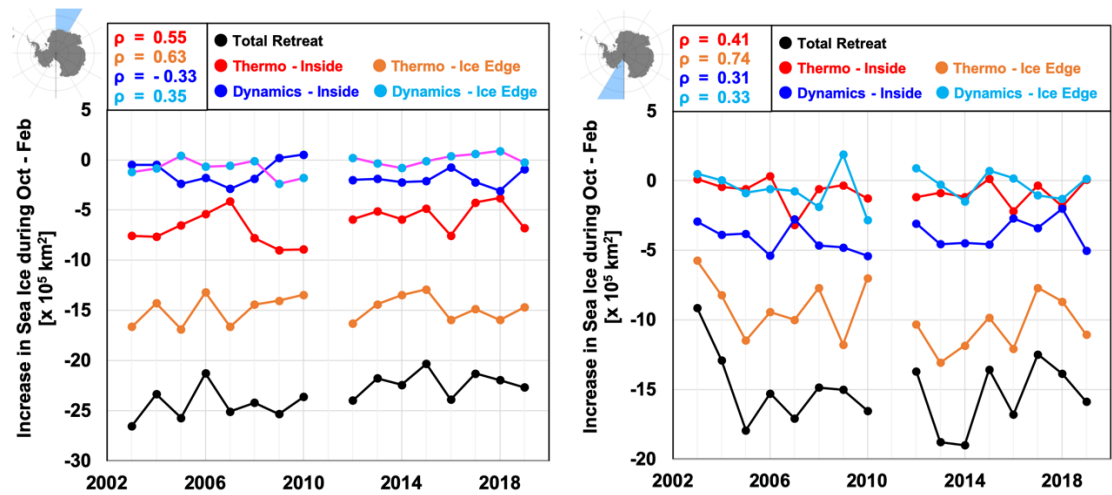 ρ = 0.55
ρ = 0.63
ρ = - 0.33
ρ = 0.35
Total Retreat
Thermo - Inside
Thermo - Ice Edge
Dynamics - Inside
Dynamics - Ice Edge
Increase in Sea Ice during Oct - Feb
[x 10⁵ km²]
5
0
-5
-10
-15
-20
-25
-30
2002 2006 2010 2014 2018
ρ = 0.41
ρ = 0.74
ρ = 0.31
ρ = 0.33
Total Retreat
Thermo - Inside
Thermo - Ice Edge
Dynamics - Inside
Dynamics - Ice Edge
Increase in Sea Ice during Oct - Feb
[x 10⁵ km²]
5
0
-5
-10
-15
-20
2002 2006 2010 2014 2018